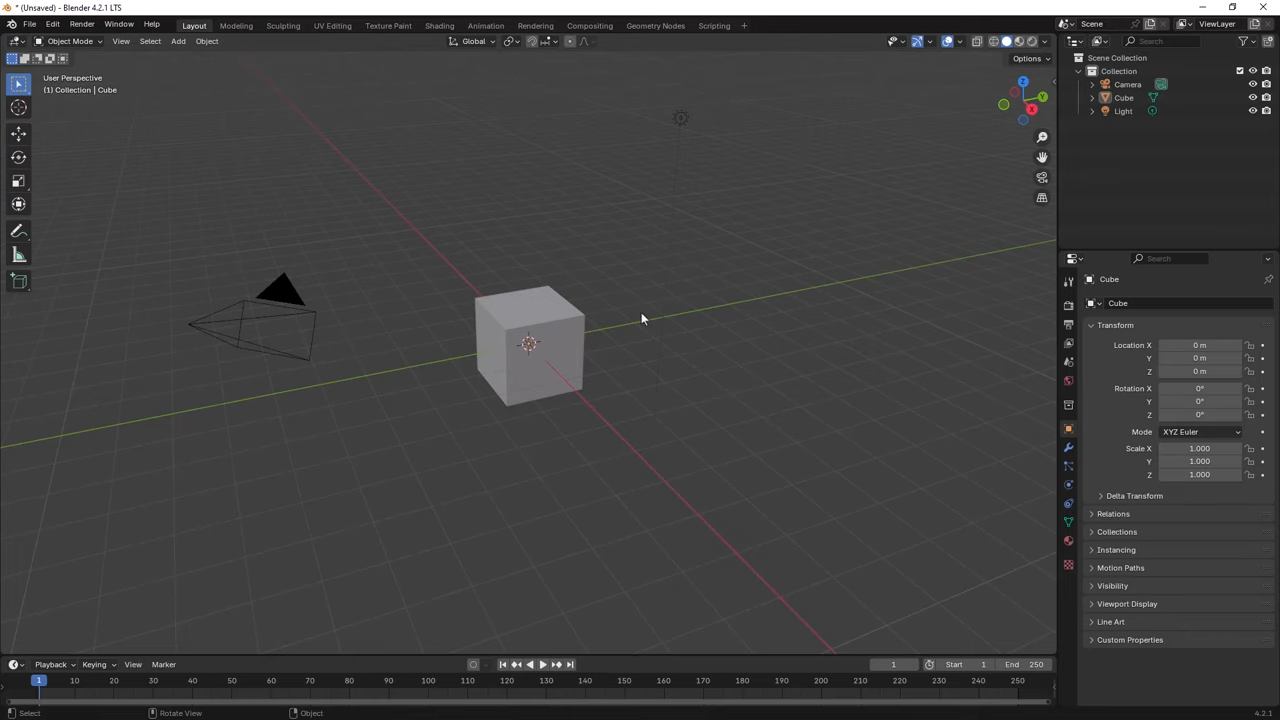 * (Unsaved) - Blender 4.2.1 LTS
File Edit Render Window Help Layout Modeling Sculpting UV Editing Texture Paint Shading Animation Rendering Compositing Geometry Nodes Scripting + Scene ViewLayer
Object Mode View Select Add Object Global Search
Options
User Perspective
(1) Collection | Cube
Z
Y
X
Scene Collection
Collection
Camera
Cube
Light
Search
Cube
Cube
Transform
Location X 0 m
Y 0 m
Z 0 m
Rotation X 0°
Y 0°
Z 0°
Mode XYZ Euler
Scale X 1.000
Y 1.000
Z 1.000
Delta Transform
Relations
Collections
Instancing
Motion Paths
Visibility
Viewport Display
Line Art
Custom Properties
Playback Keying View Marker 1 Start 1 End 250
1 10 20 30 40 50 60 70 80 90 100 110 120 130 140 150 160 170 180 190 200 210 220 230 240 250
Select Rotate View Object 4.2.1